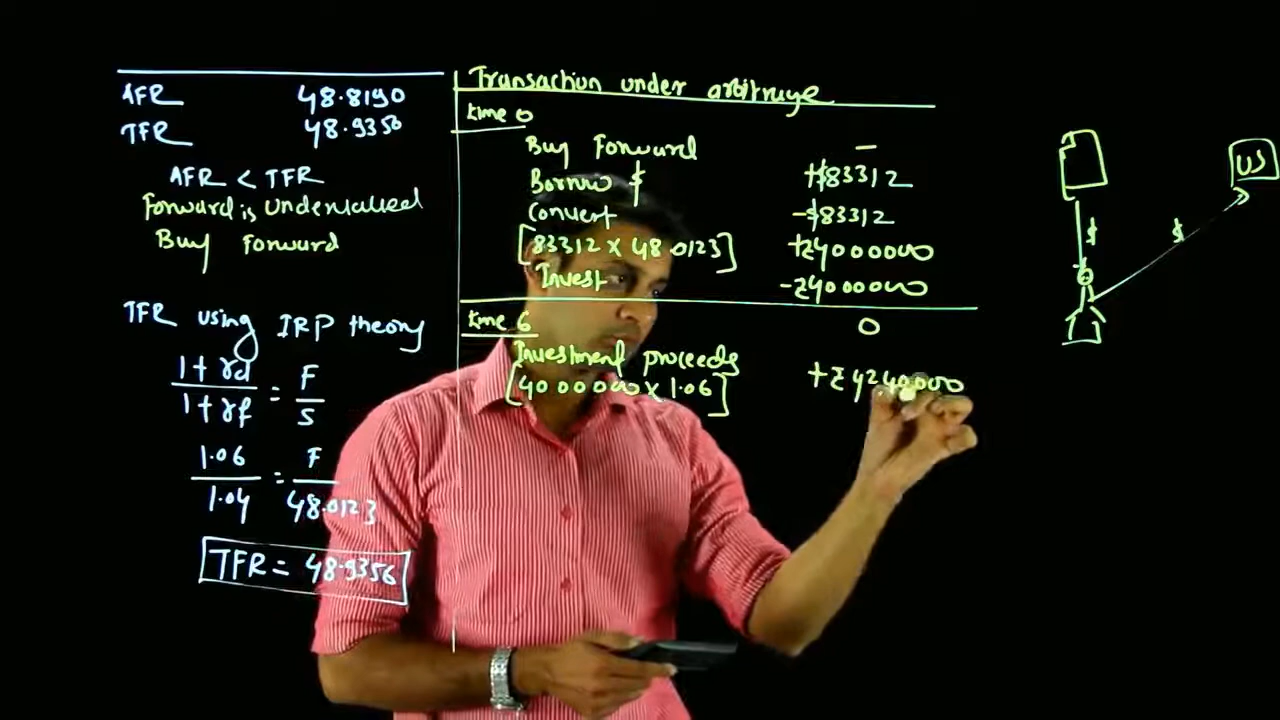 AFR 48.8190
TFR 48.9350
AFR < TFR
Forward is Undervalued
Buy Forward
TFR using IRP theory
1 + rd / 1 + rf = F / S
1.06 / 1.04 = F / 48.0123
TFR = 48.9356
Transaction under arbitrage
time 0
Buy Forward –
Borrow $ +$83312
Convert -$83312
[83312 × 48.0123] +₹4000000
Invest -₹4000000
time 6 0
Investment proceeds
[4000000 × 1.06] +₹4240000
$
$
US